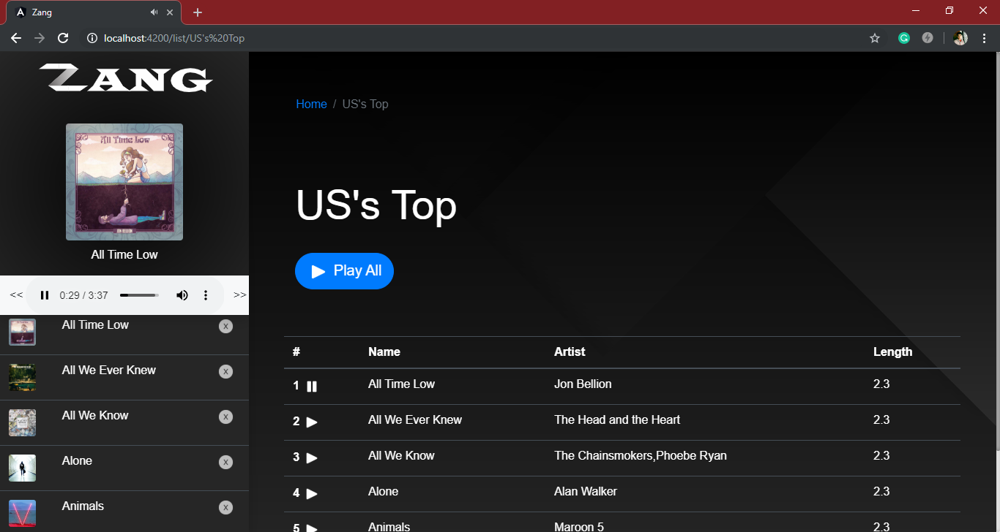 Zang
localhost:4200/list/US's%20Top
ZANG
All Time Low
JON BELLION
All Time Low
<< 0:29 / 3:37 >>
All Time Low X
All We Ever Knew X
All We Know X
Alone X
Animals X
Home / US's Top
US's Top
Play All
# Name Artist Length
1 All Time Low Jon Bellion 2.3
2 All We Ever Knew The Head and the Heart 2.3
3 All We Know The Chainsmokers,Phoebe Ryan 2.3
4 Alone Alan Walker 2.3
5 Animals Maroon 5 2.3